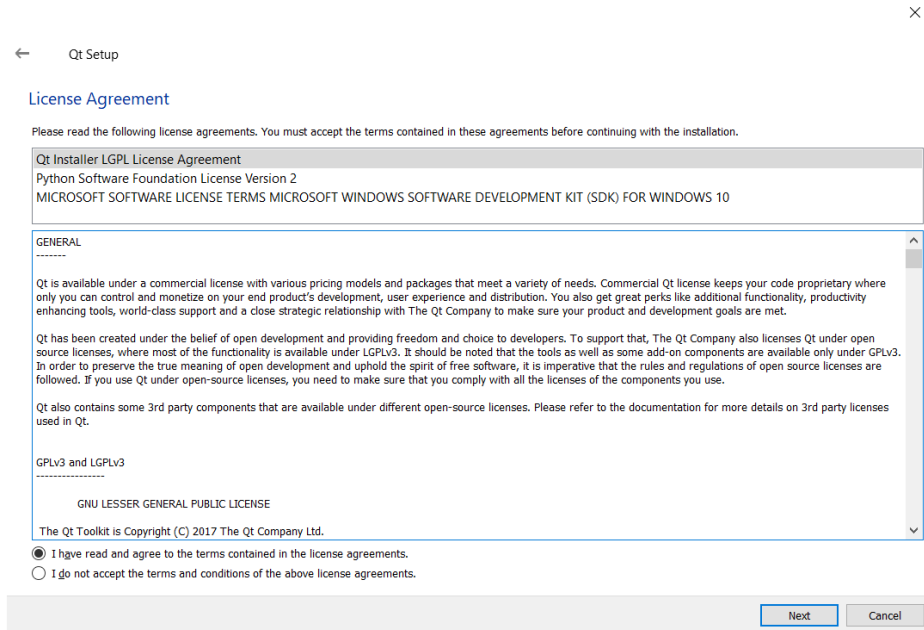 Qt Setup
License Agreement
Please read the following license agreements. You must accept the terms contained in these agreements before continuing with the installation.
Qt Installer LGPL License Agreement
Python Software Foundation License Version 2
MICROSOFT SOFTWARE LICENSE TERMS MICROSOFT WINDOWS SOFTWARE DEVELOPMENT KIT (SDK) FOR WINDOWS 10
GENERAL
-------
Qt is available under a commercial license with various pricing models and packages that meet a variety of needs. Commercial Qt license keeps your code proprietary where
only you can control and monetize on your end product's development, user experience and distribution. You also get great perks like additional functionality, productivity
enhancing tools, world-class support and a close strategic relationship with The Qt Company to make sure your product and development goals are met.
Qt has been created under the belief of open development and providing freedom and choice to developers. To support that, The Qt Company also licenses Qt under open
source licenses, where most of the functionality is available under LGPLv3. It should be noted that the tools as well as some add-on components are available only under GPLv3.
In order to preserve the true meaning of open development and uphold the spirit of free software, it is imperative that the rules and regulations of open source licenses are
followed. If you use Qt under open-source licenses, you need to make sure that you comply with all the licenses of the components you use.
Qt also contains some 3rd party components that are available under different open-source licenses. Please refer to the documentation for more details on 3rd party licenses
used in Qt.
GPLv3 and LGPLv3
----------------
GNU LESSER GENERAL PUBLIC LICENSE
The Qt Toolkit is Copyright (C) 2017 The Qt Company Ltd.
I have read and agree to the terms contained in the license agreements.
I do not accept the terms and conditions of the above license agreements.
Next
Cancel